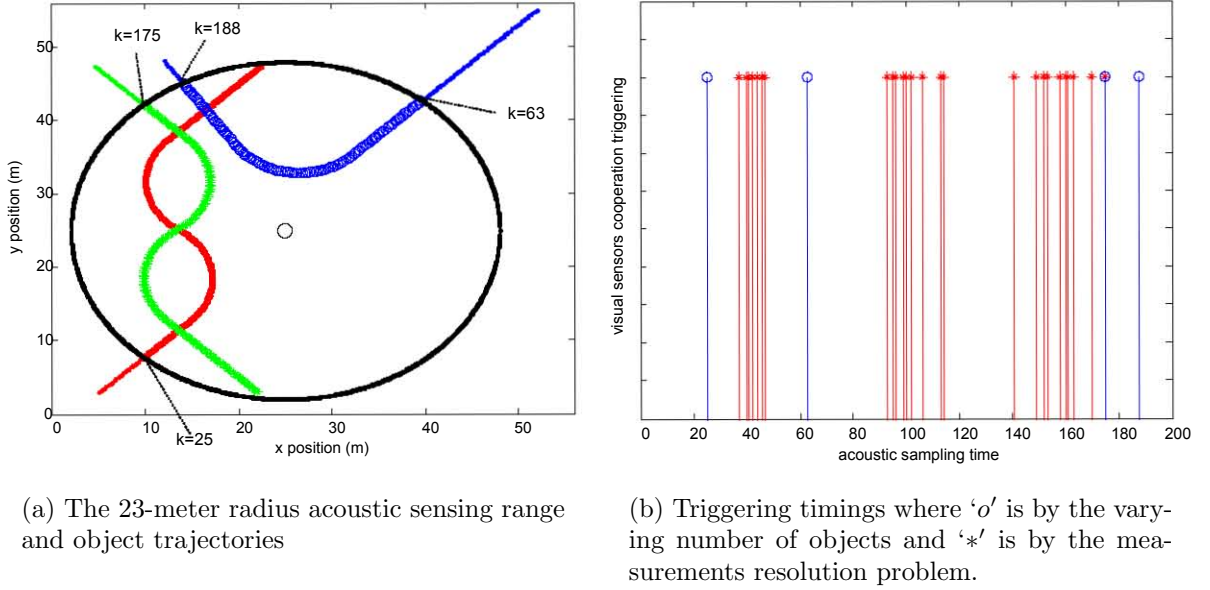 k=175
k=188
k=63
k=25
50
40
30
20
10
0
y position (m)
0
10
20
30
40
50
x position (m)
visual sensors cooperation triggering
0
20
40
60
80
100
120
140
160
180
200
acoustic sampling time
(a) The 23-meter radius acoustic sensing range
and object trajectories
(b) Triggering timings where ‘o′ is by the vary-
ing number of objects and ‘∗′ is by the mea-
surements resolution problem.